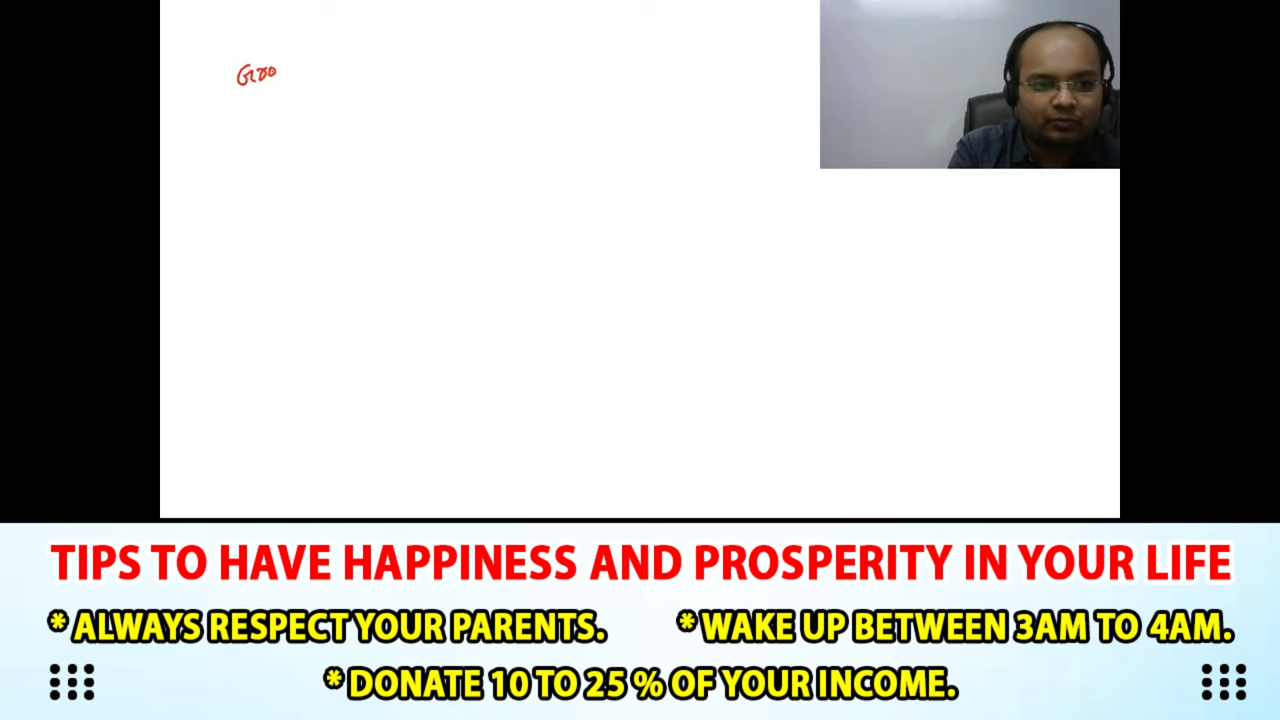 Goo
TIPS TO HAVE HAPPINESS AND PROSPERITY IN YOUR LIFE
* ALWAYS RESPECT YOUR PARENTS. * WAKE UP BETWEEN 3AM TO 4AM.
* DONATE 10 TO 25 % OF YOUR INCOME.